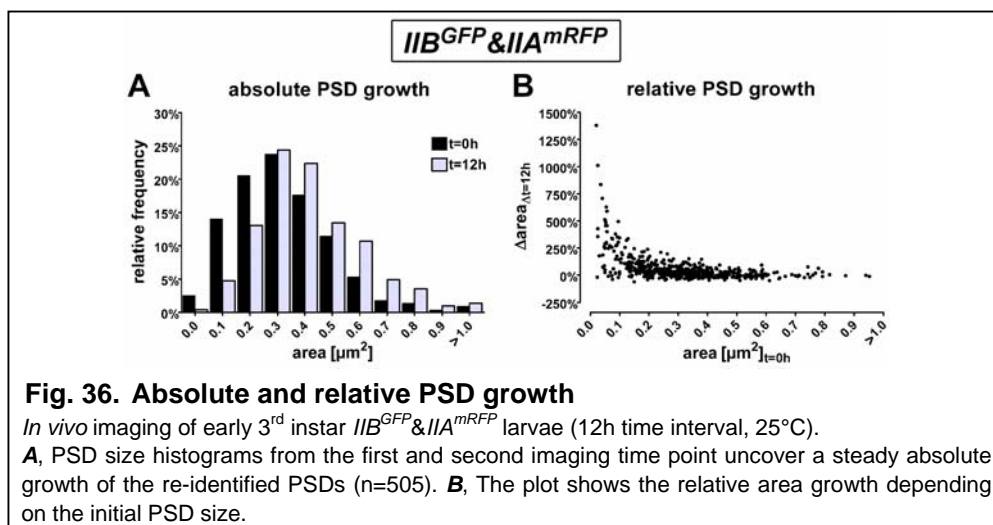 IIB^GFP&IIA^mRFP
A
absolute PSD growth
30%
25%
20%
15%
10%
5%
0%
relative frequency
t=0h
t=12h
0.0
0.1
0.2
0.3
0.4
0.5
0.6
0.7
0.8
0.9
>1.0
area [µm²]
B
relative PSD growth
1500%
1250%
1000%
750%
500%
250%
0%
-250%
Δarea_Δt=12h
0.0
0.1
0.2
0.3
0.4
0.5
0.6
0.7
0.8
0.9
>1.0
area [µm²]_t=0h
Fig. 36. Absolute and relative PSD growth
In vivo imaging of early 3rd instar IIB^GFP&IIA^mRFP larvae (12h time interval, 25°C).
A, PSD size histograms from the first and second imaging time point uncover a steady absolute
growth of the re-identified PSDs (n=505). B, The plot shows the relative area growth depending
on the initial PSD size.